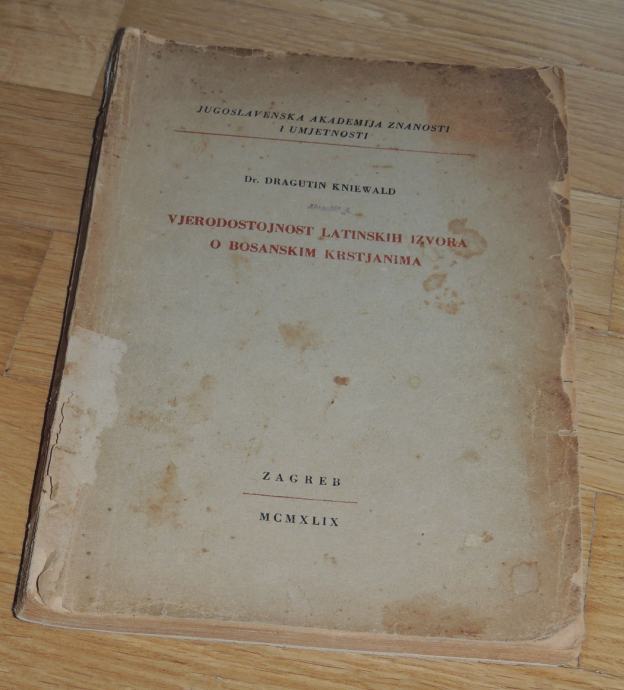 JUGOSLAVENSKA AKADEMIJA ZNANOSTI
I UMJETNOSTI
Dr. DRAGUTIN KNIEWALD
VJERODOSTOJNOST LATINSKIH IZVORA
O BOSANSKIM KRSTJANIMA
ZAGREB
MCMXLIX